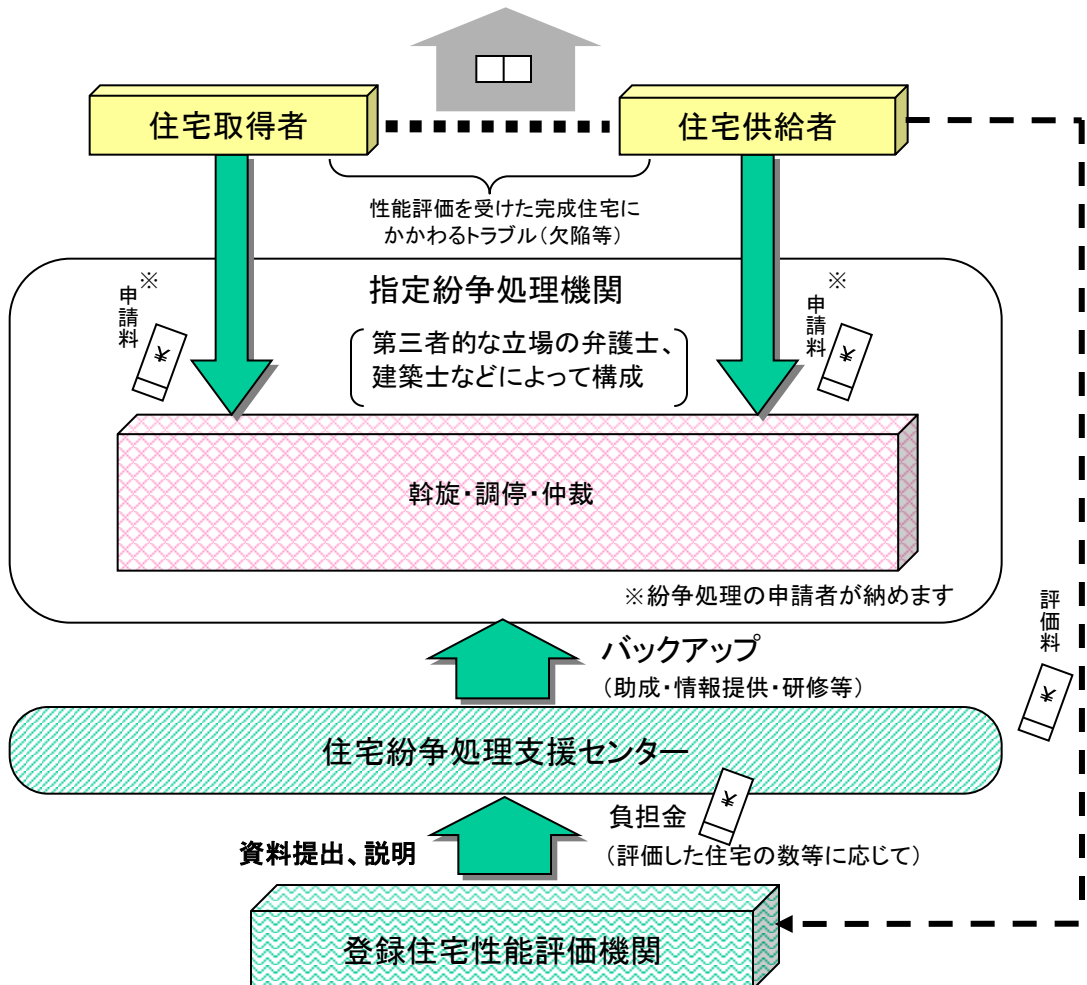 住宅取得者
住宅供給者
性能評価を受けた完成住宅に
かかわるトラブル(欠陥等)
指定紛争処理機関
※
申請料
※
申請料
第三者的な立場の弁護士、
建築士などによって構成
斡旋・調停・仲裁
※紛争処理の申請者が納めます
評価料
バックアップ
(助成・情報提供・研修等)
住宅紛争処理支援センター
負担金
資料提出、説明
(評価した住宅の数等に応じて)
登録住宅性能評価機関